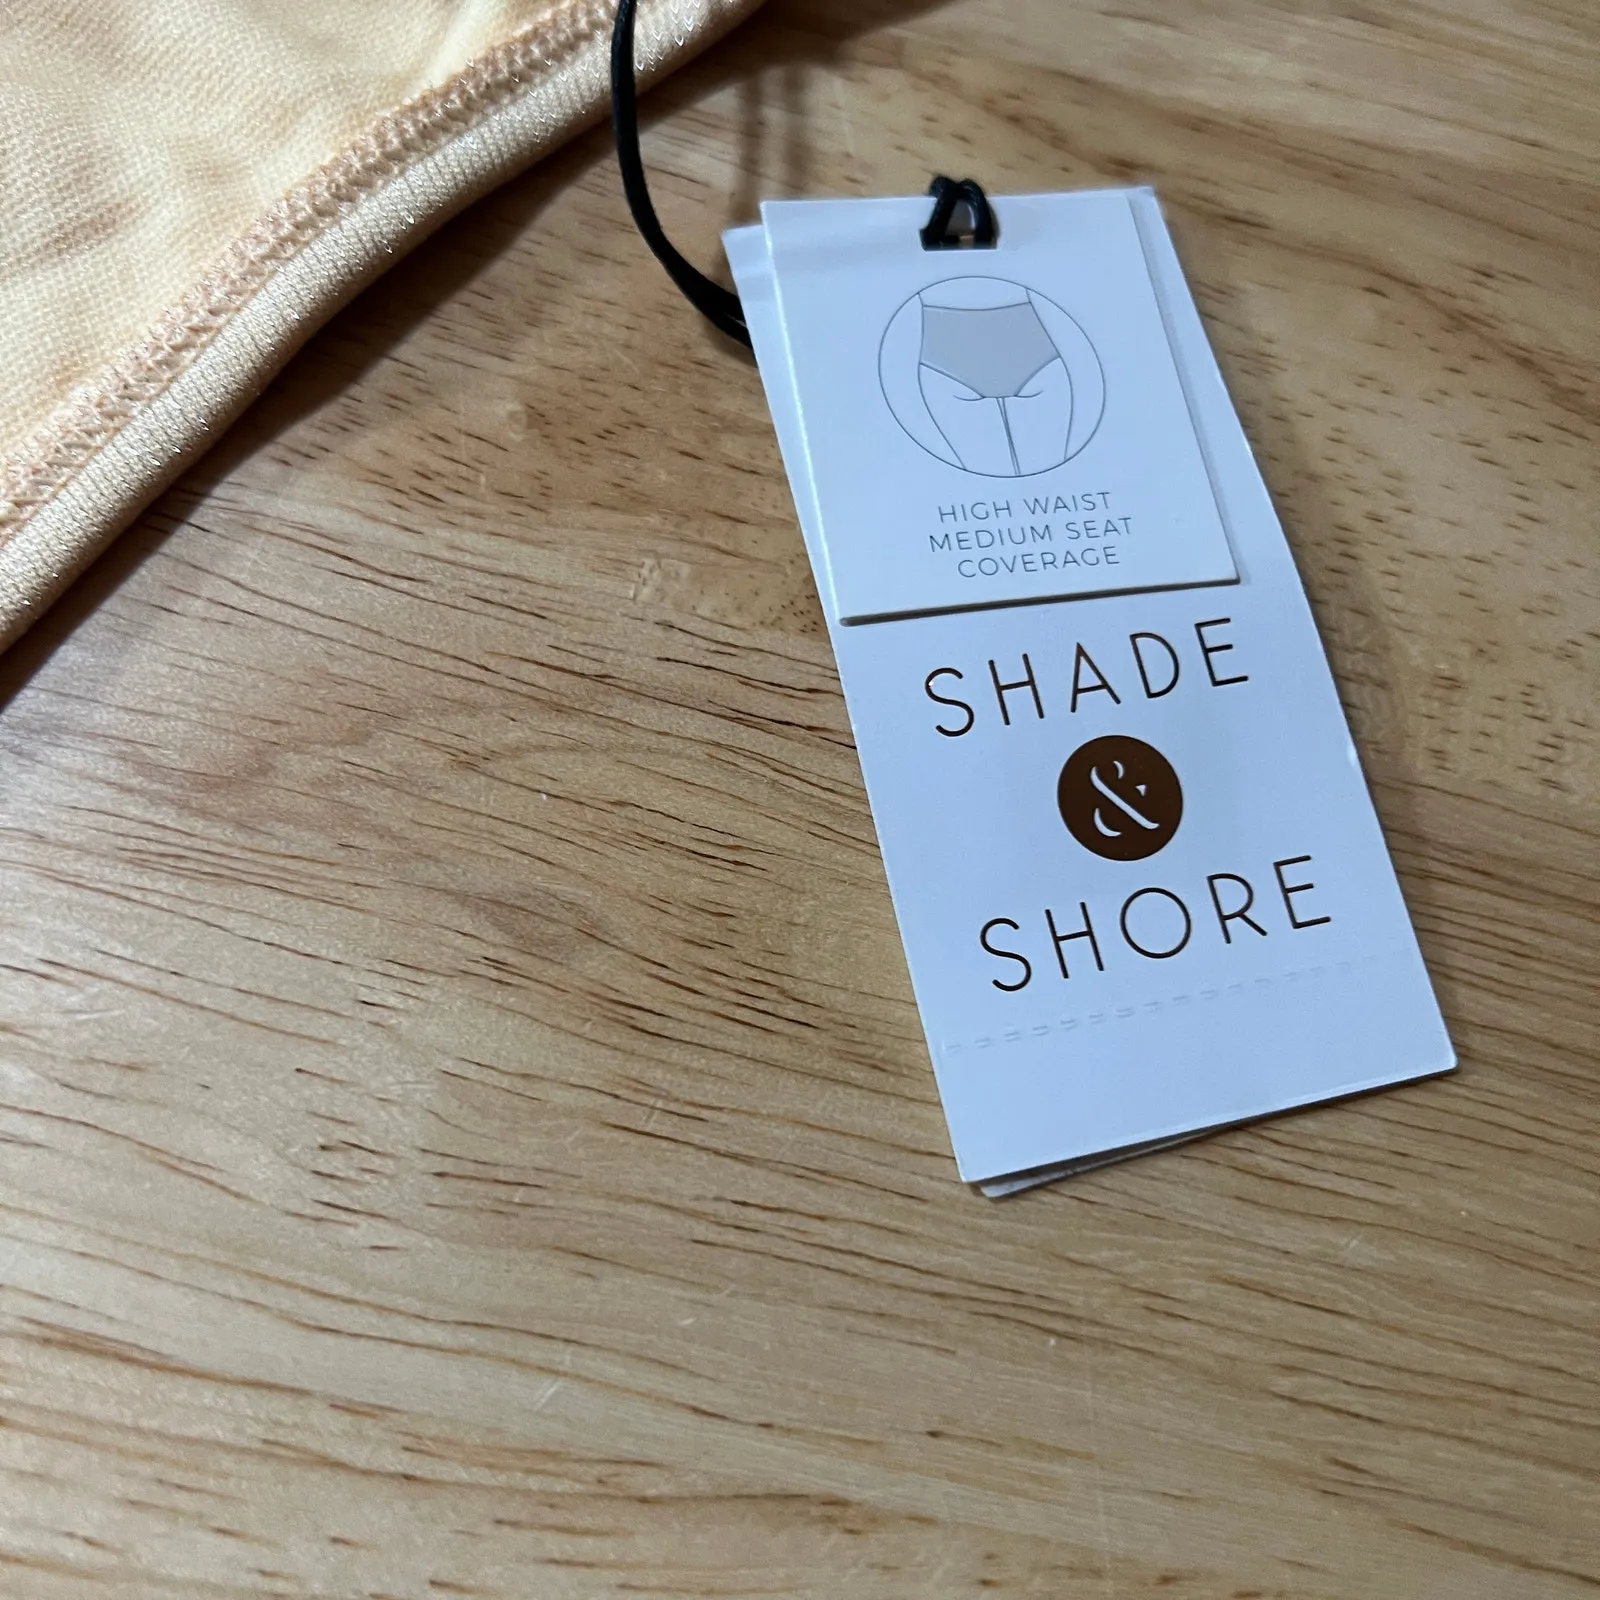 HIGH WAIST
MEDIUM SEAT
COVERAGE
SHADE
&
SHORE